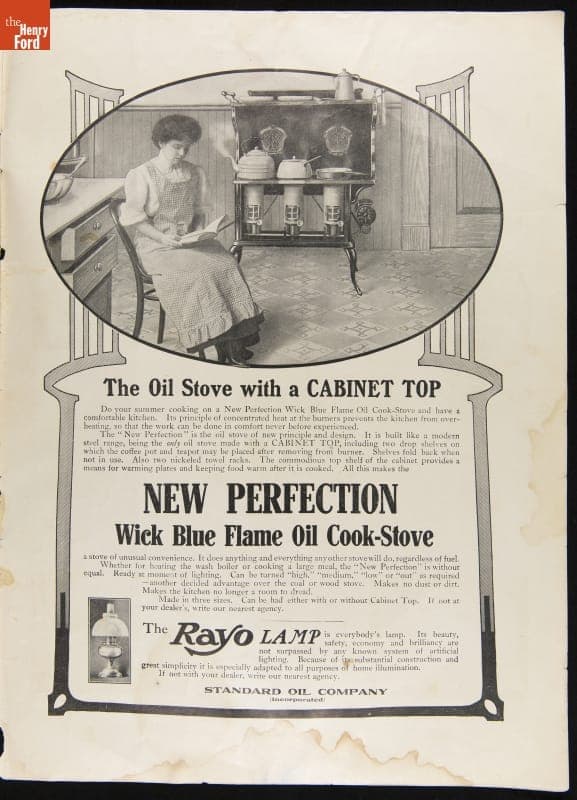 the
Henry
Ford
The Oil Stove with a CABINET TOP
Do your summer cooking on a New Perfection Wick Blue Flame Oil Cook-Stove and have a
comfortable kitchen. Its principle of concentrated heat at the burners prevents the kitchen from over-
heating, so that the work can be done in comfort never before experienced.
The "New Perfection" is the oil stove of new principle and design. It is built like a modern
steel range, being the only oil stove made with a CABINET TOP, including two drop shelves on
which the coffee pot and teapot may be placed after removing from burner. Shelves fold back when
not in use. Also two nickeled towel racks. The commodious top shelf of the cabinet provides a
means for warming plates and keeping food warm after it is cooked. All this makes the
NEW PERFECTION
Wick Blue Flame Oil Cook-Stove
a stove of unusual convenience. It does anything and everything any other stove will do, regardless of fuel.
Whether for heating the wash boiler or cooking a large meal, the "New Perfection" is without
equal. Ready at moment of lighting. Can be turned "high," "medium," "low" or "out" as required
—another decided advantage over the coal or wood stove. Makes no dust or dirt.
Makes the kitchen no longer a room to dread.
Made in three sizes. Can be had either with or without Cabinet Top. If not at
your dealer's, write our nearest agency.
The Rayo LAMP is everybody's lamp. Its beauty,
safety, economy and brilliancy are
not surpassed by any known system of artificial
lighting. Because of its substantial construction and
great simplicity it is especially adapted to all purposes of home illumination.
If not with your dealer, write our nearest agency.
STANDARD OIL COMPANY
(Incorporated)